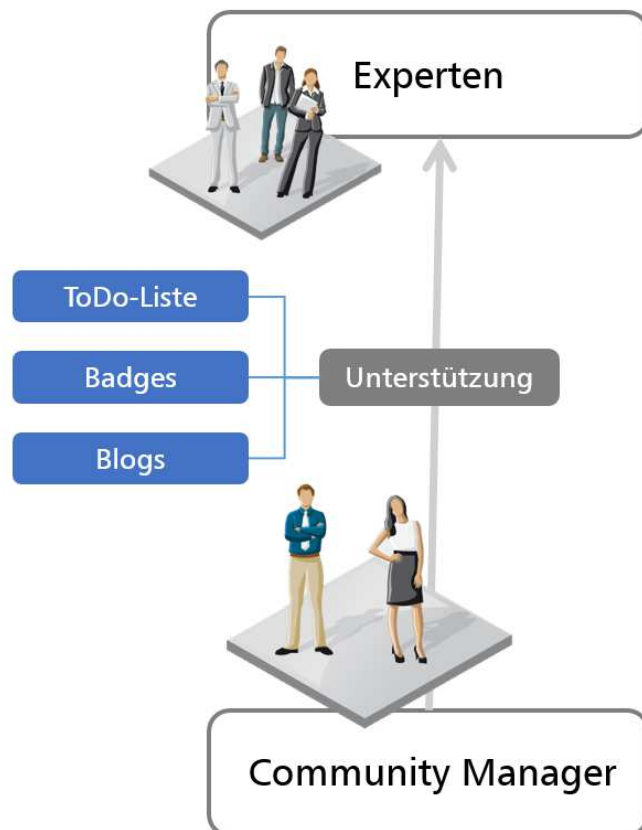 Experten
ToDo-Liste
Badges
Unterstützung
Blogs
Community Manager